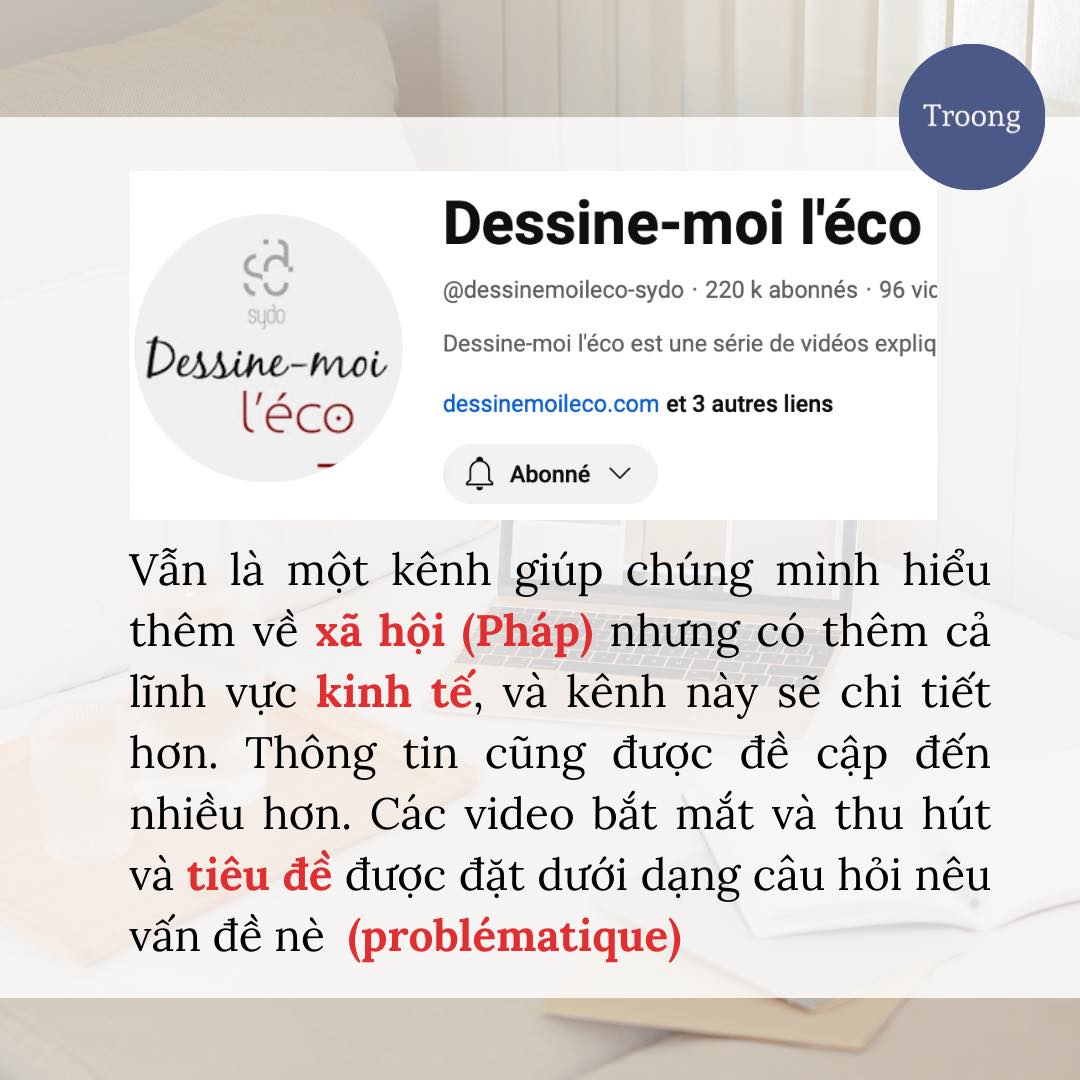 Troong
sydo
Dessine-moi
l'éco
Dessine-moi l'éco
@dessinemoileco-sydo · 220 k abonnés · 96 vid
Dessine-moi l'éco est une série de vidéos expliq
dessinemoileco.com et 3 autres liens
Abonné
Vẫn là một kênh giúp chúng mình hiểu
thêm về xã hội (Pháp) nhưng có thêm cả
lĩnh vực kinh tế, và kênh này sẽ chi tiết
hơn. Thông tin cũng được đề cập đến
nhiều hơn. Các video bắt mắt và thu hút
và tiêu đề được đặt dưới dạng câu hỏi nêu
vấn đề nè (problématique)